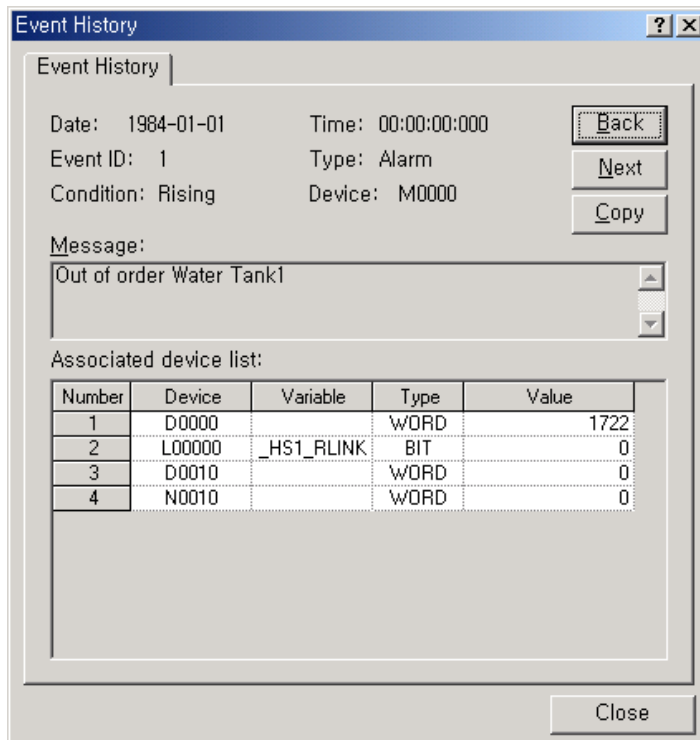 Event History
Event History
Date: 1984-01-01 Time: 00:00:00:000 Back
Event ID: 1 Type: Alarm Next
Condition: Rising Device: M0000 Copy
Message:
Out of order Water Tank1
Associated device list:
Number Device Variable Type Value
1 D0000 WORD 1722
2 L00000 _HS1_RLINK BIT 0
3 D0010 WORD 0
4 N0010 WORD 0
Close